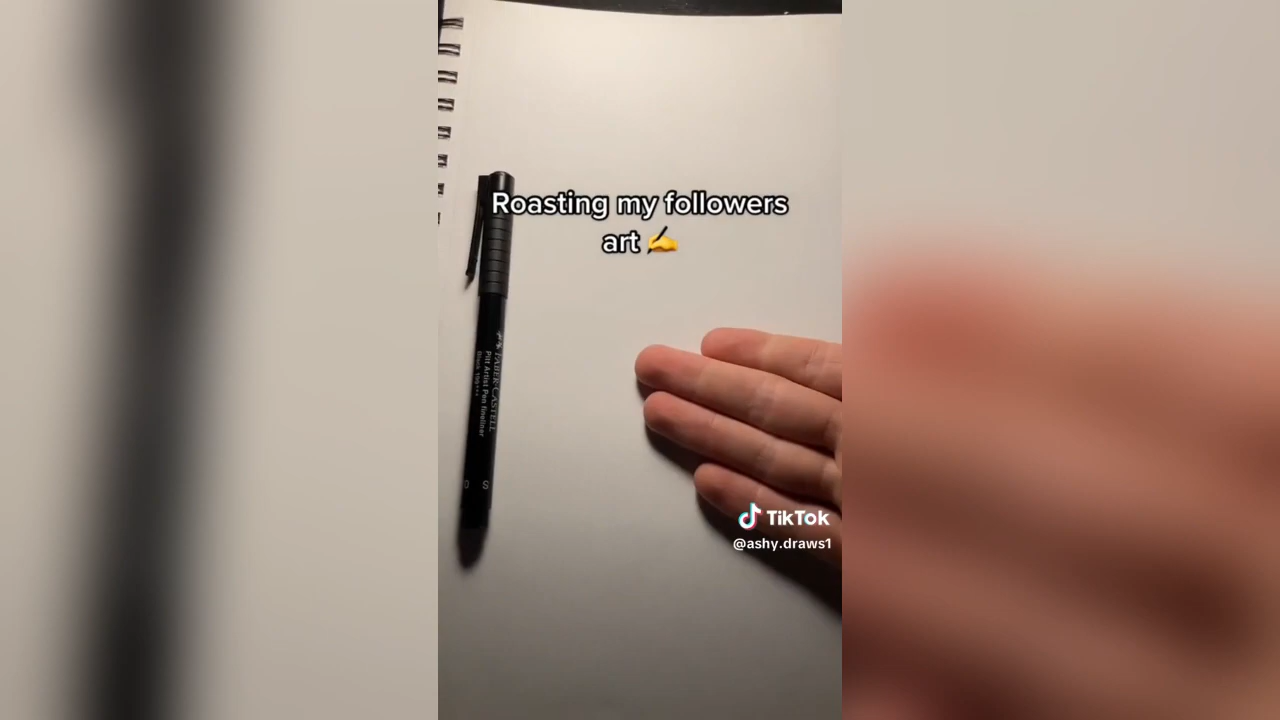 Roasting my followers
art ✍️
FABER-CASTELL
Pitt Artist Pen fineliner
S
TikTok
@ashy.draws1